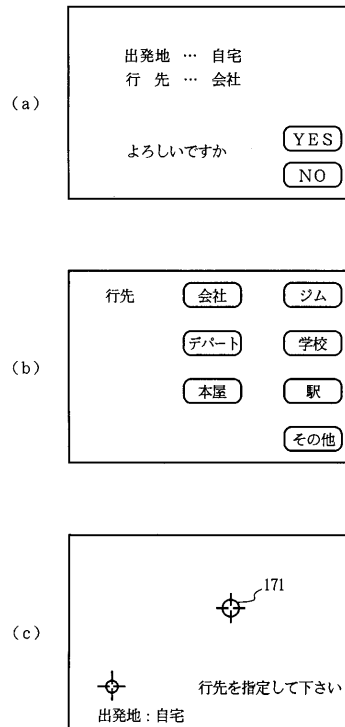 (a)
出発地 … 自宅
行 先 … 会社
よろしいですか
YES
NO
(b)
行先 会社 ジム
デパート 学校
本屋 駅
その他
(c)
171
行先を指定して下さい
出発地：自宅